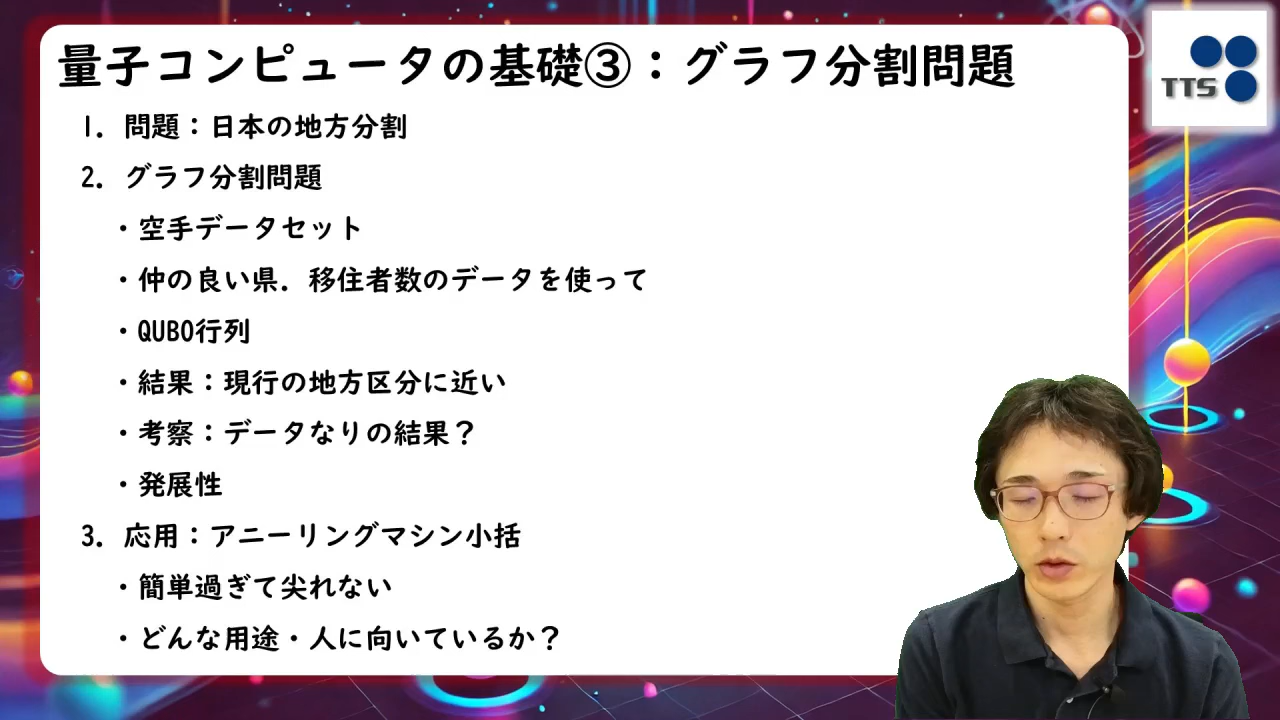 量子コンピュータの基礎③：グラフ分割問題
TTS
1. 問題：日本の地方分割
2. グラフ分割問題
・空手データセット
・仲の良い県．移住者数のデータを使って
・QUBO行列
・結果：現行の地方区分に近い
・考察：データなりの結果？
・発展性
3. 応用：アニーリングマシン小括
・簡単過ぎて尖れない
・どんな用途・人に向いているか？